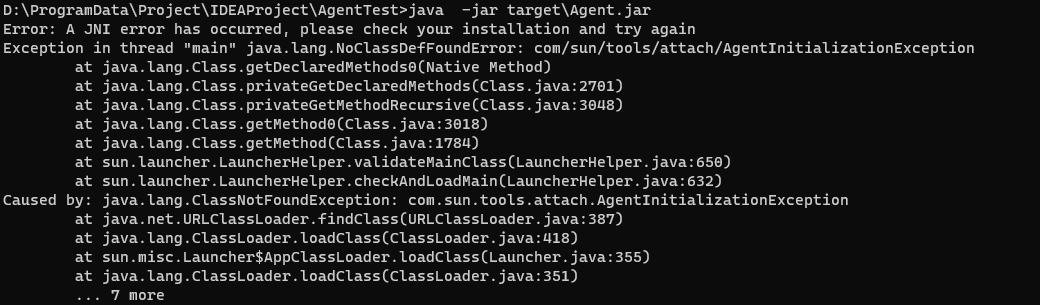 D:\ProgramData\Project\IDEAProject\AgentTest>java  -jar target\Agent.jar
Error: A JNI error has occurred, please check your installation and try again
Exception in thread "main" java.lang.NoClassDefFoundError: com/sun/tools/attach/AgentInitializationException
        at java.lang.Class.getDeclaredMethods0(Native Method)
        at java.lang.Class.privateGetDeclaredMethods(Class.java:2701)
        at java.lang.Class.privateGetMethodRecursive(Class.java:3048)
        at java.lang.Class.getMethod0(Class.java:3018)
        at java.lang.Class.getMethod(Class.java:1784)
        at sun.launcher.LauncherHelper.validateMainClass(LauncherHelper.java:650)
        at sun.launcher.LauncherHelper.checkAndLoadMain(LauncherHelper.java:632)
Caused by: java.lang.ClassNotFoundException: com.sun.tools.attach.AgentInitializationException
        at java.net.URLClassLoader.findClass(URLClassLoader.java:387)
        at java.lang.ClassLoader.loadClass(ClassLoader.java:418)
        at sun.misc.Launcher$AppClassLoader.loadClass(Launcher.java:355)
        at java.lang.ClassLoader.loadClass(ClassLoader.java:351)
        ... 7 more